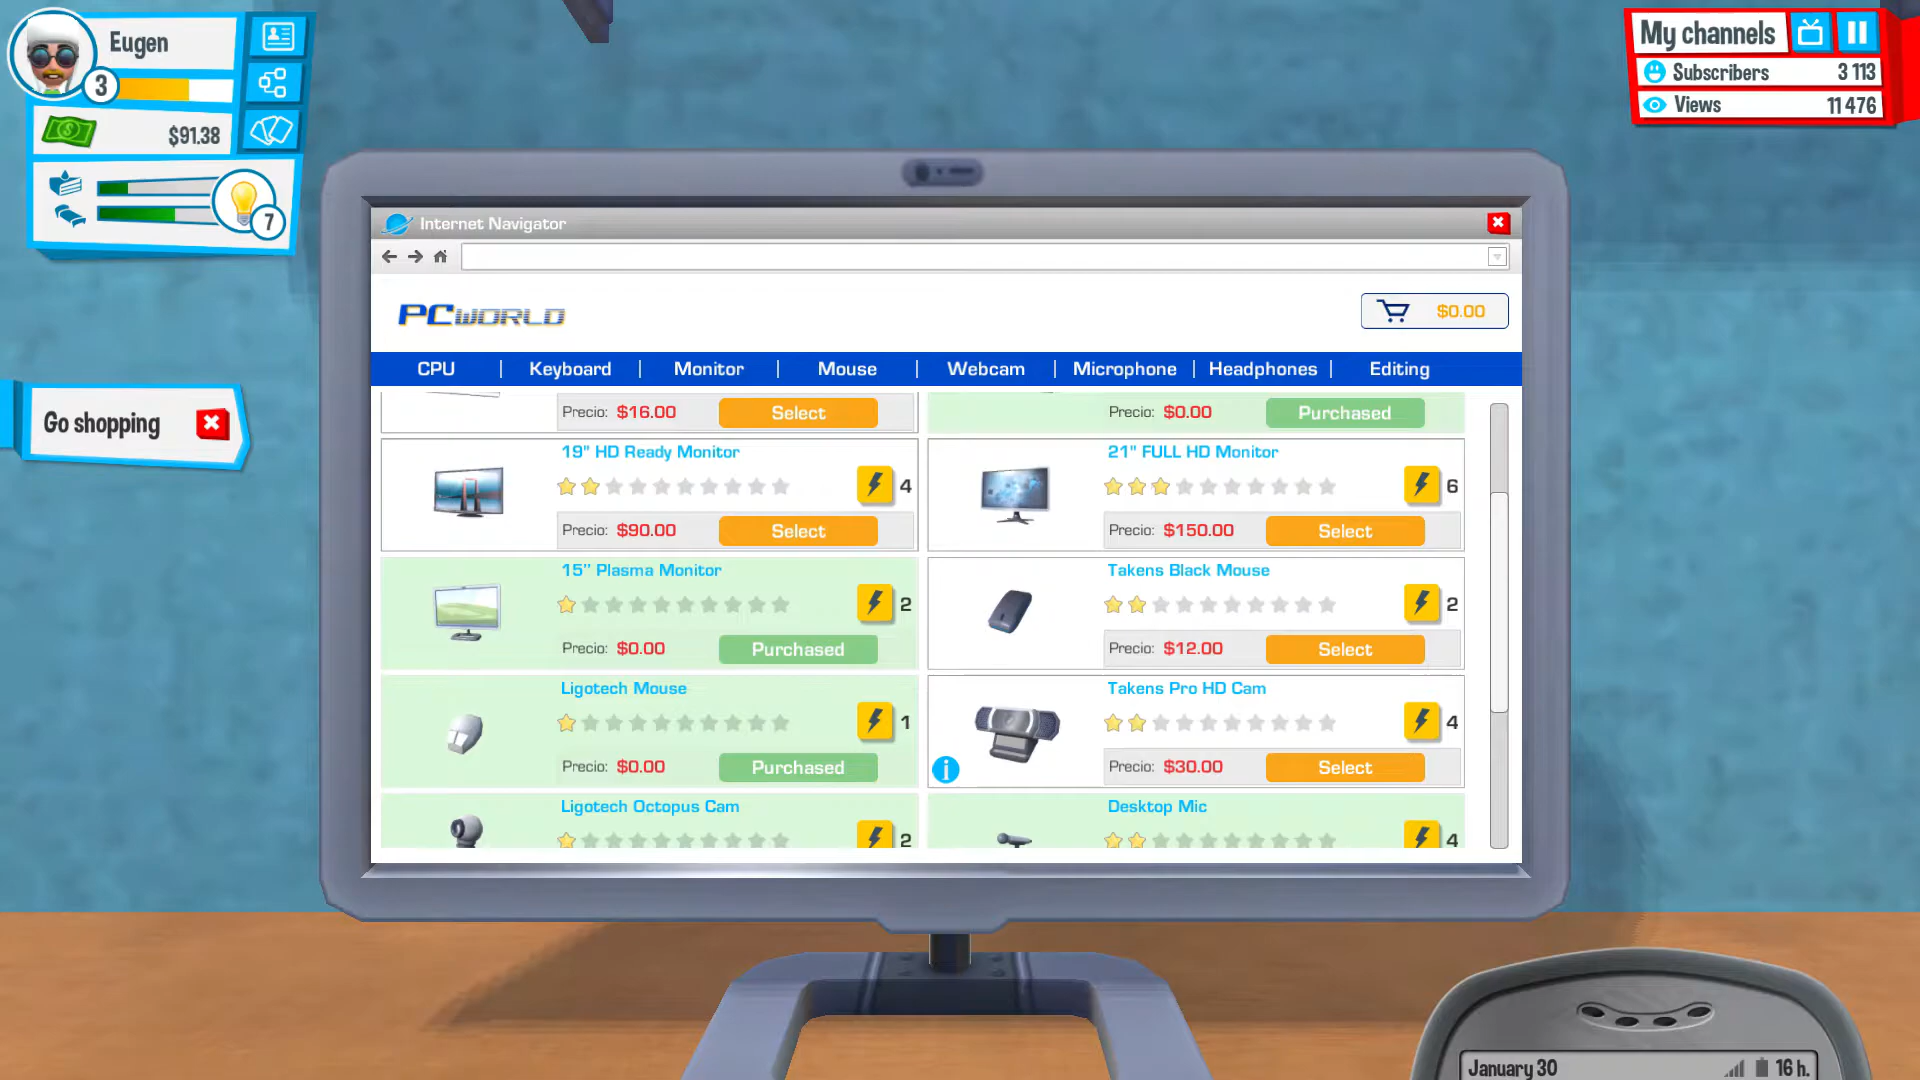 Eugen
3
$91.38
7
My channels
Subscribers 3 113
Views 11 476
Go shopping
Internet Navigator
PCWORLD
$0.00
CPU | Keyboard | Monitor | Mouse | Webcam | Microphone | Headphones | Editing
Precio: $16.00 Select
Precio: $0.00 Purchased
19" HD Ready Monitor
4
Precio: $90.00 Select
21" FULL HD Monitor
6
Precio: $150.00 Select
15" Plasma Monitor
2
Precio: $0.00 Purchased
Takens Black Mouse
2
Precio: $12.00 Select
Ligotech Mouse
1
Precio: $0.00 Purchased
Takens Pro HD Cam
4
Precio: $30.00 Select
Ligotech Octopus Cam
2
Desktop Mic
4
January 30 16 h.